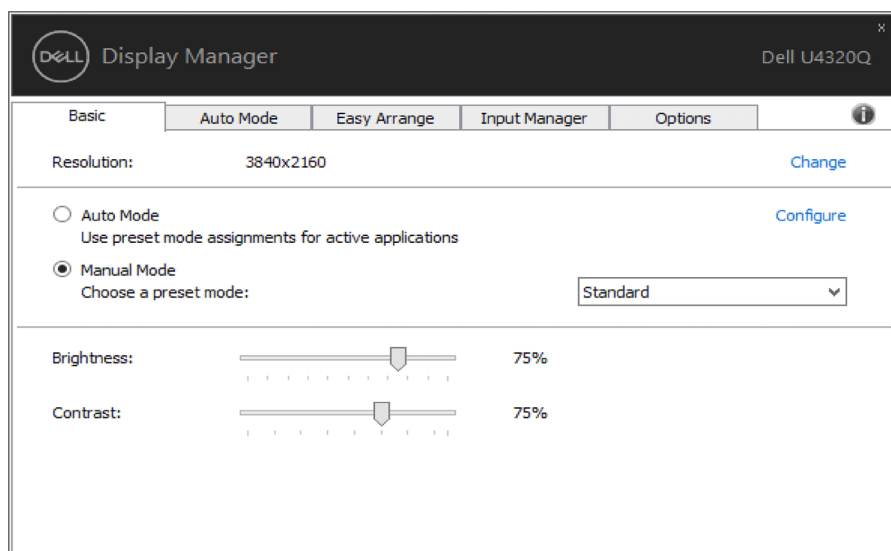 DELL Display Manager
x
Dell U4320Q
Basic Auto Mode Easy Arrange Input Manager Options i
Resolution: 3840x2160 Change
Auto Mode Configure
Use preset mode assignments for active applications
Manual Mode
Choose a preset mode: Standard
Brightness: 75%
Contrast: 75%